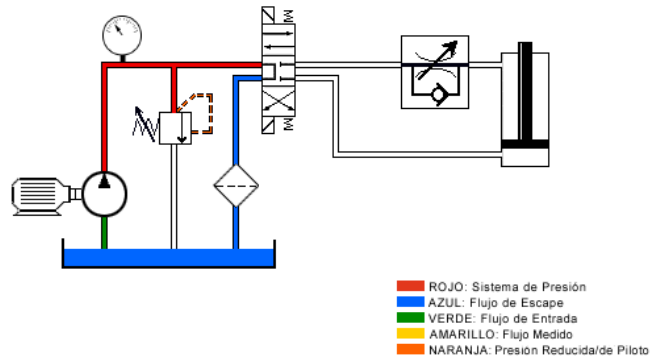 ROJO: Sistema de Presión
AZUL: Flujo de Escape
VERDE: Flujo de Entrada
AMARILLO: Flujo Medido
NARANJA: Presión Reducida/de Piloto